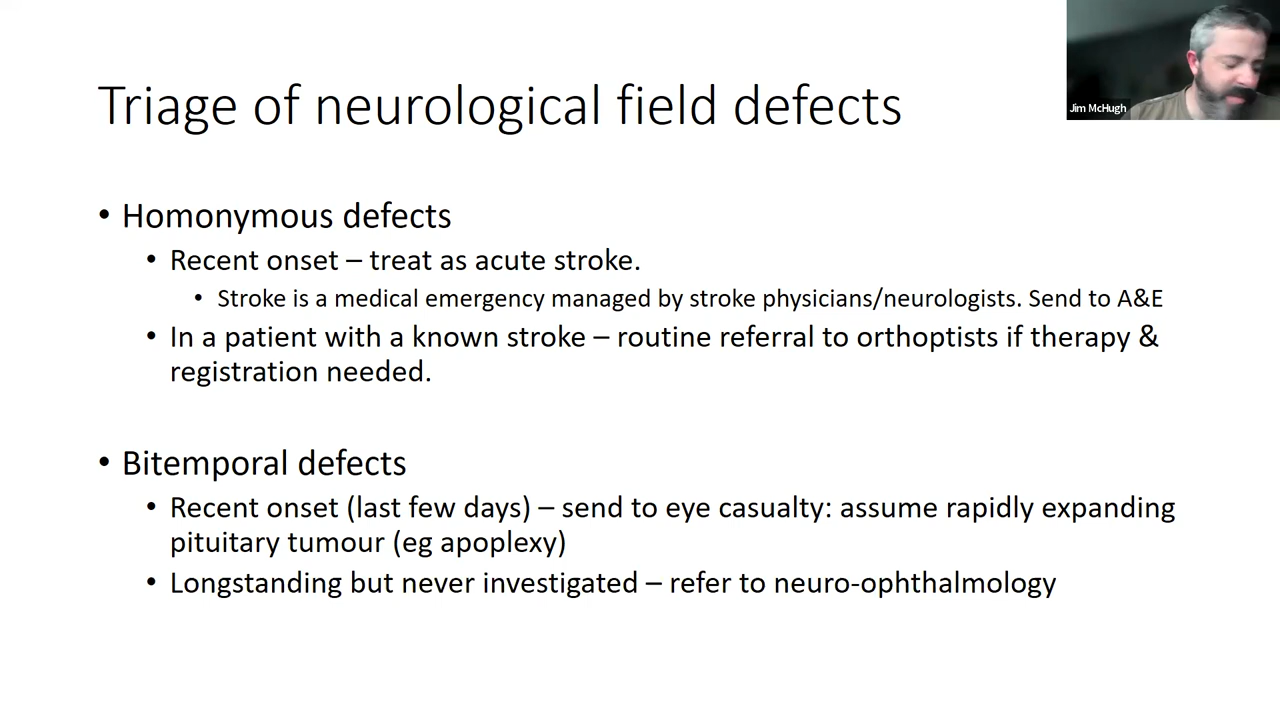 Jim McHugh
Triage of neurological field defects
• Homonymous defects
• Recent onset – treat as acute stroke.
• Stroke is a medical emergency managed by stroke physicians/neurologists. Send to A&E
• In a patient with a known stroke – routine referral to orthoptists if therapy &
registration needed.
• Bitemporal defects
• Recent onset (last few days) – send to eye casualty: assume rapidly expanding
pituitary tumour (eg apoplexy)
• Longstanding but never investigated – refer to neuro-ophthalmology